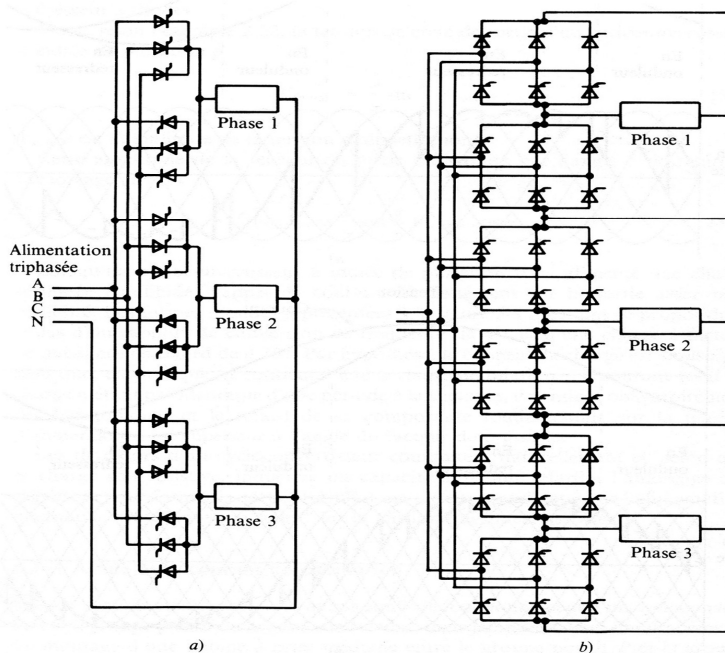 Phase 1
Alimentation
triphasée
A
B
C
N
Phase 2
Phase 3
a)
Phase 1
Phase 2
Phase 3
b)